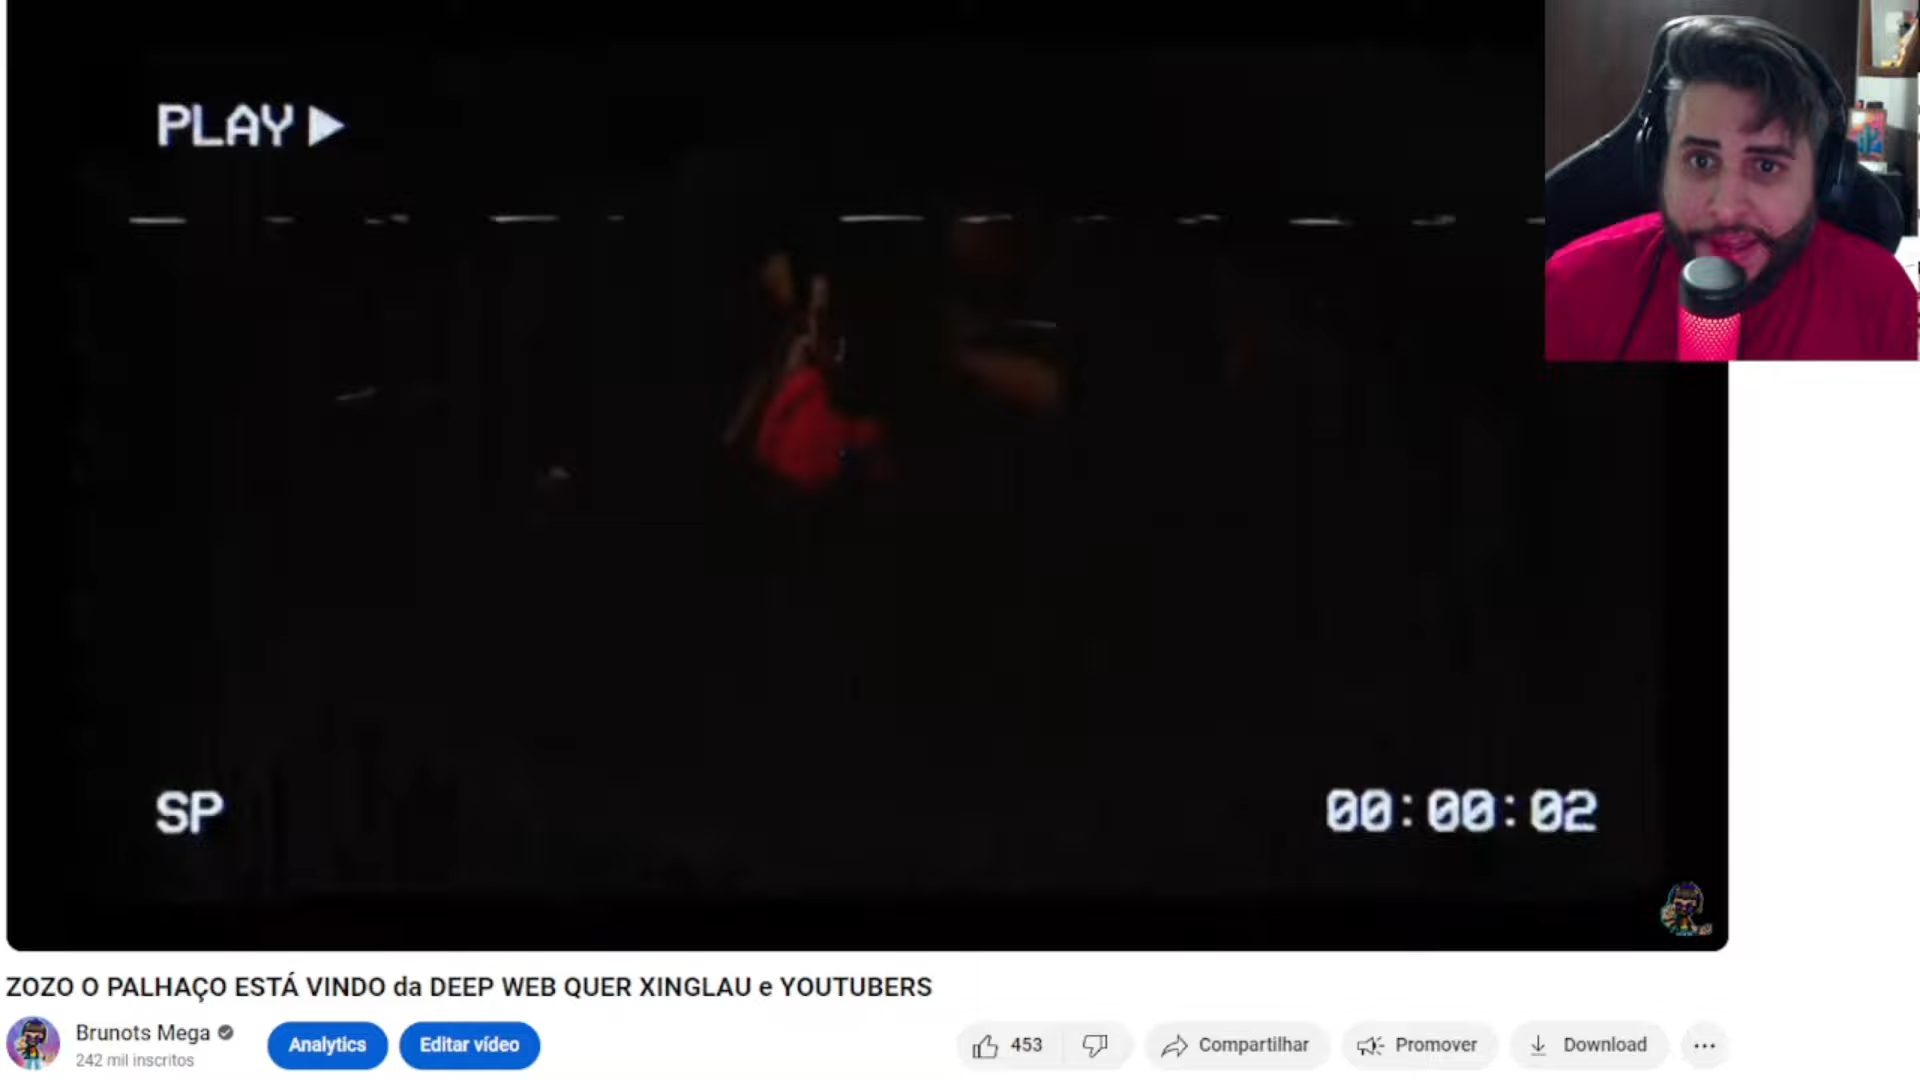 PLAY
SP
00:00:02
ZOZO O PALHAÇO ESTÁ VINDO da DEEP WEB QUER XINGLAU e YOUTUBERS
Brunots Mega
242 mil inscritos
Analytics
Editar vídeo
453
Compartilhar
Promover
Download